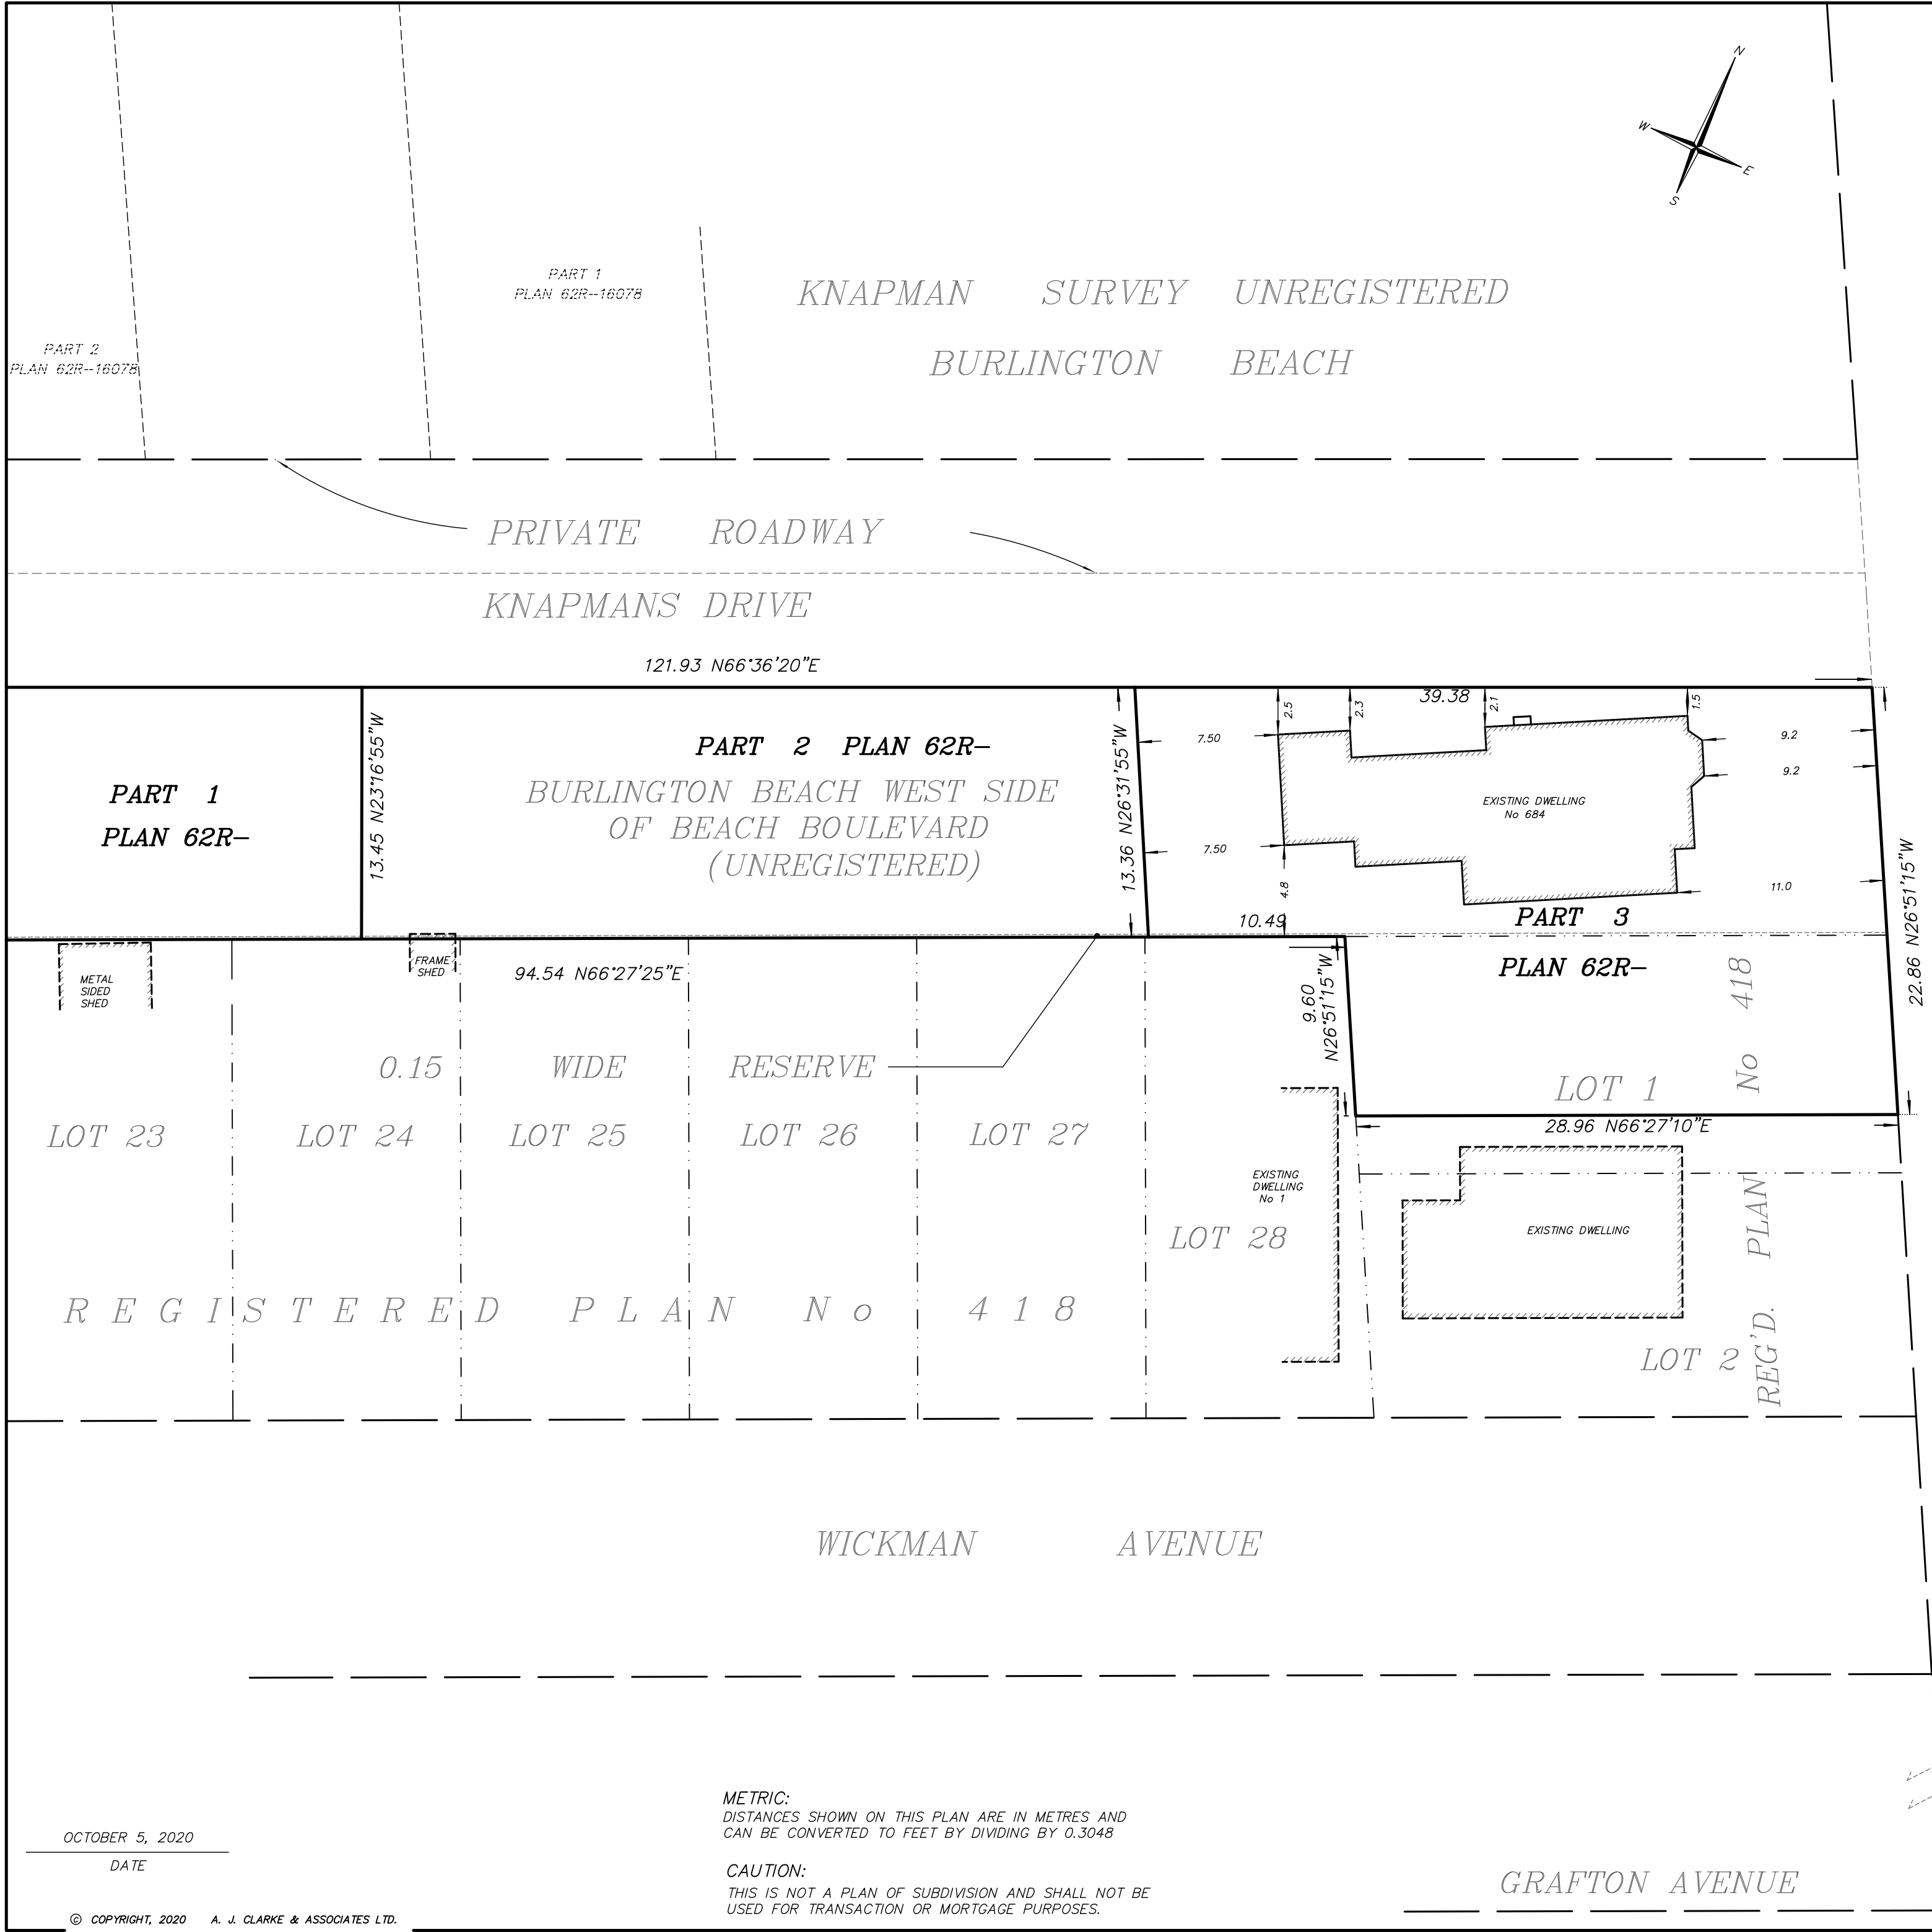 N
W
E
S
PART 1
PLAN 62R--16078
PART 2
PLAN 62R--16078
KNAPMAN SURVEY UNREGISTERED
BURLINGTON BEACH
PRIVATE ROADWAY
KNAPMANS DRIVE
121.93 N66°36'20"E
PART 1
PLAN 62R-
13.45 N23°16'55"W
PART 2 PLAN 62R-
BURLINGTON BEACH WEST SIDE
OF BEACH BOULEVARD
(UNREGISTERED)
13.36 N26°31'55"W
7.50
7.50
2.5
2.3
39.38
2.1
1.5
9.2
9.2
EXISTING DWELLING
No 684
11.0
4.8
10.49
PART 3
PLAN 62R-
22.86 N26°51'15"W
METAL
SIDED
SHED
FRAME
SHED
94.54 N66°27'25"E
9.60
N26°51'15"W
0.15 WIDE RESERVE
LOT 23
LOT 24
LOT 25
LOT 26
LOT 27
LOT 28
EXISTING
DWELLING
No 1
LOT 1
28.96 N66°27'10"E
EXISTING DWELLING
LOT 2
REG'D. PLAN No 418
REGISTERED PLAN No 418
WICKMAN AVENUE
METRIC:
DISTANCES SHOWN ON THIS PLAN ARE IN METRES AND
CAN BE CONVERTED TO FEET BY DIVIDING BY 0.3048
CAUTION:
THIS IS NOT A PLAN OF SUBDIVISION AND SHALL NOT BE
USED FOR TRANSACTION OR MORTGAGE PURPOSES.
OCTOBER 5, 2020
DATE
© COPYRIGHT, 2020 A. J. CLARKE & ASSOCIATES LTD.
GRAFTON AVENUE